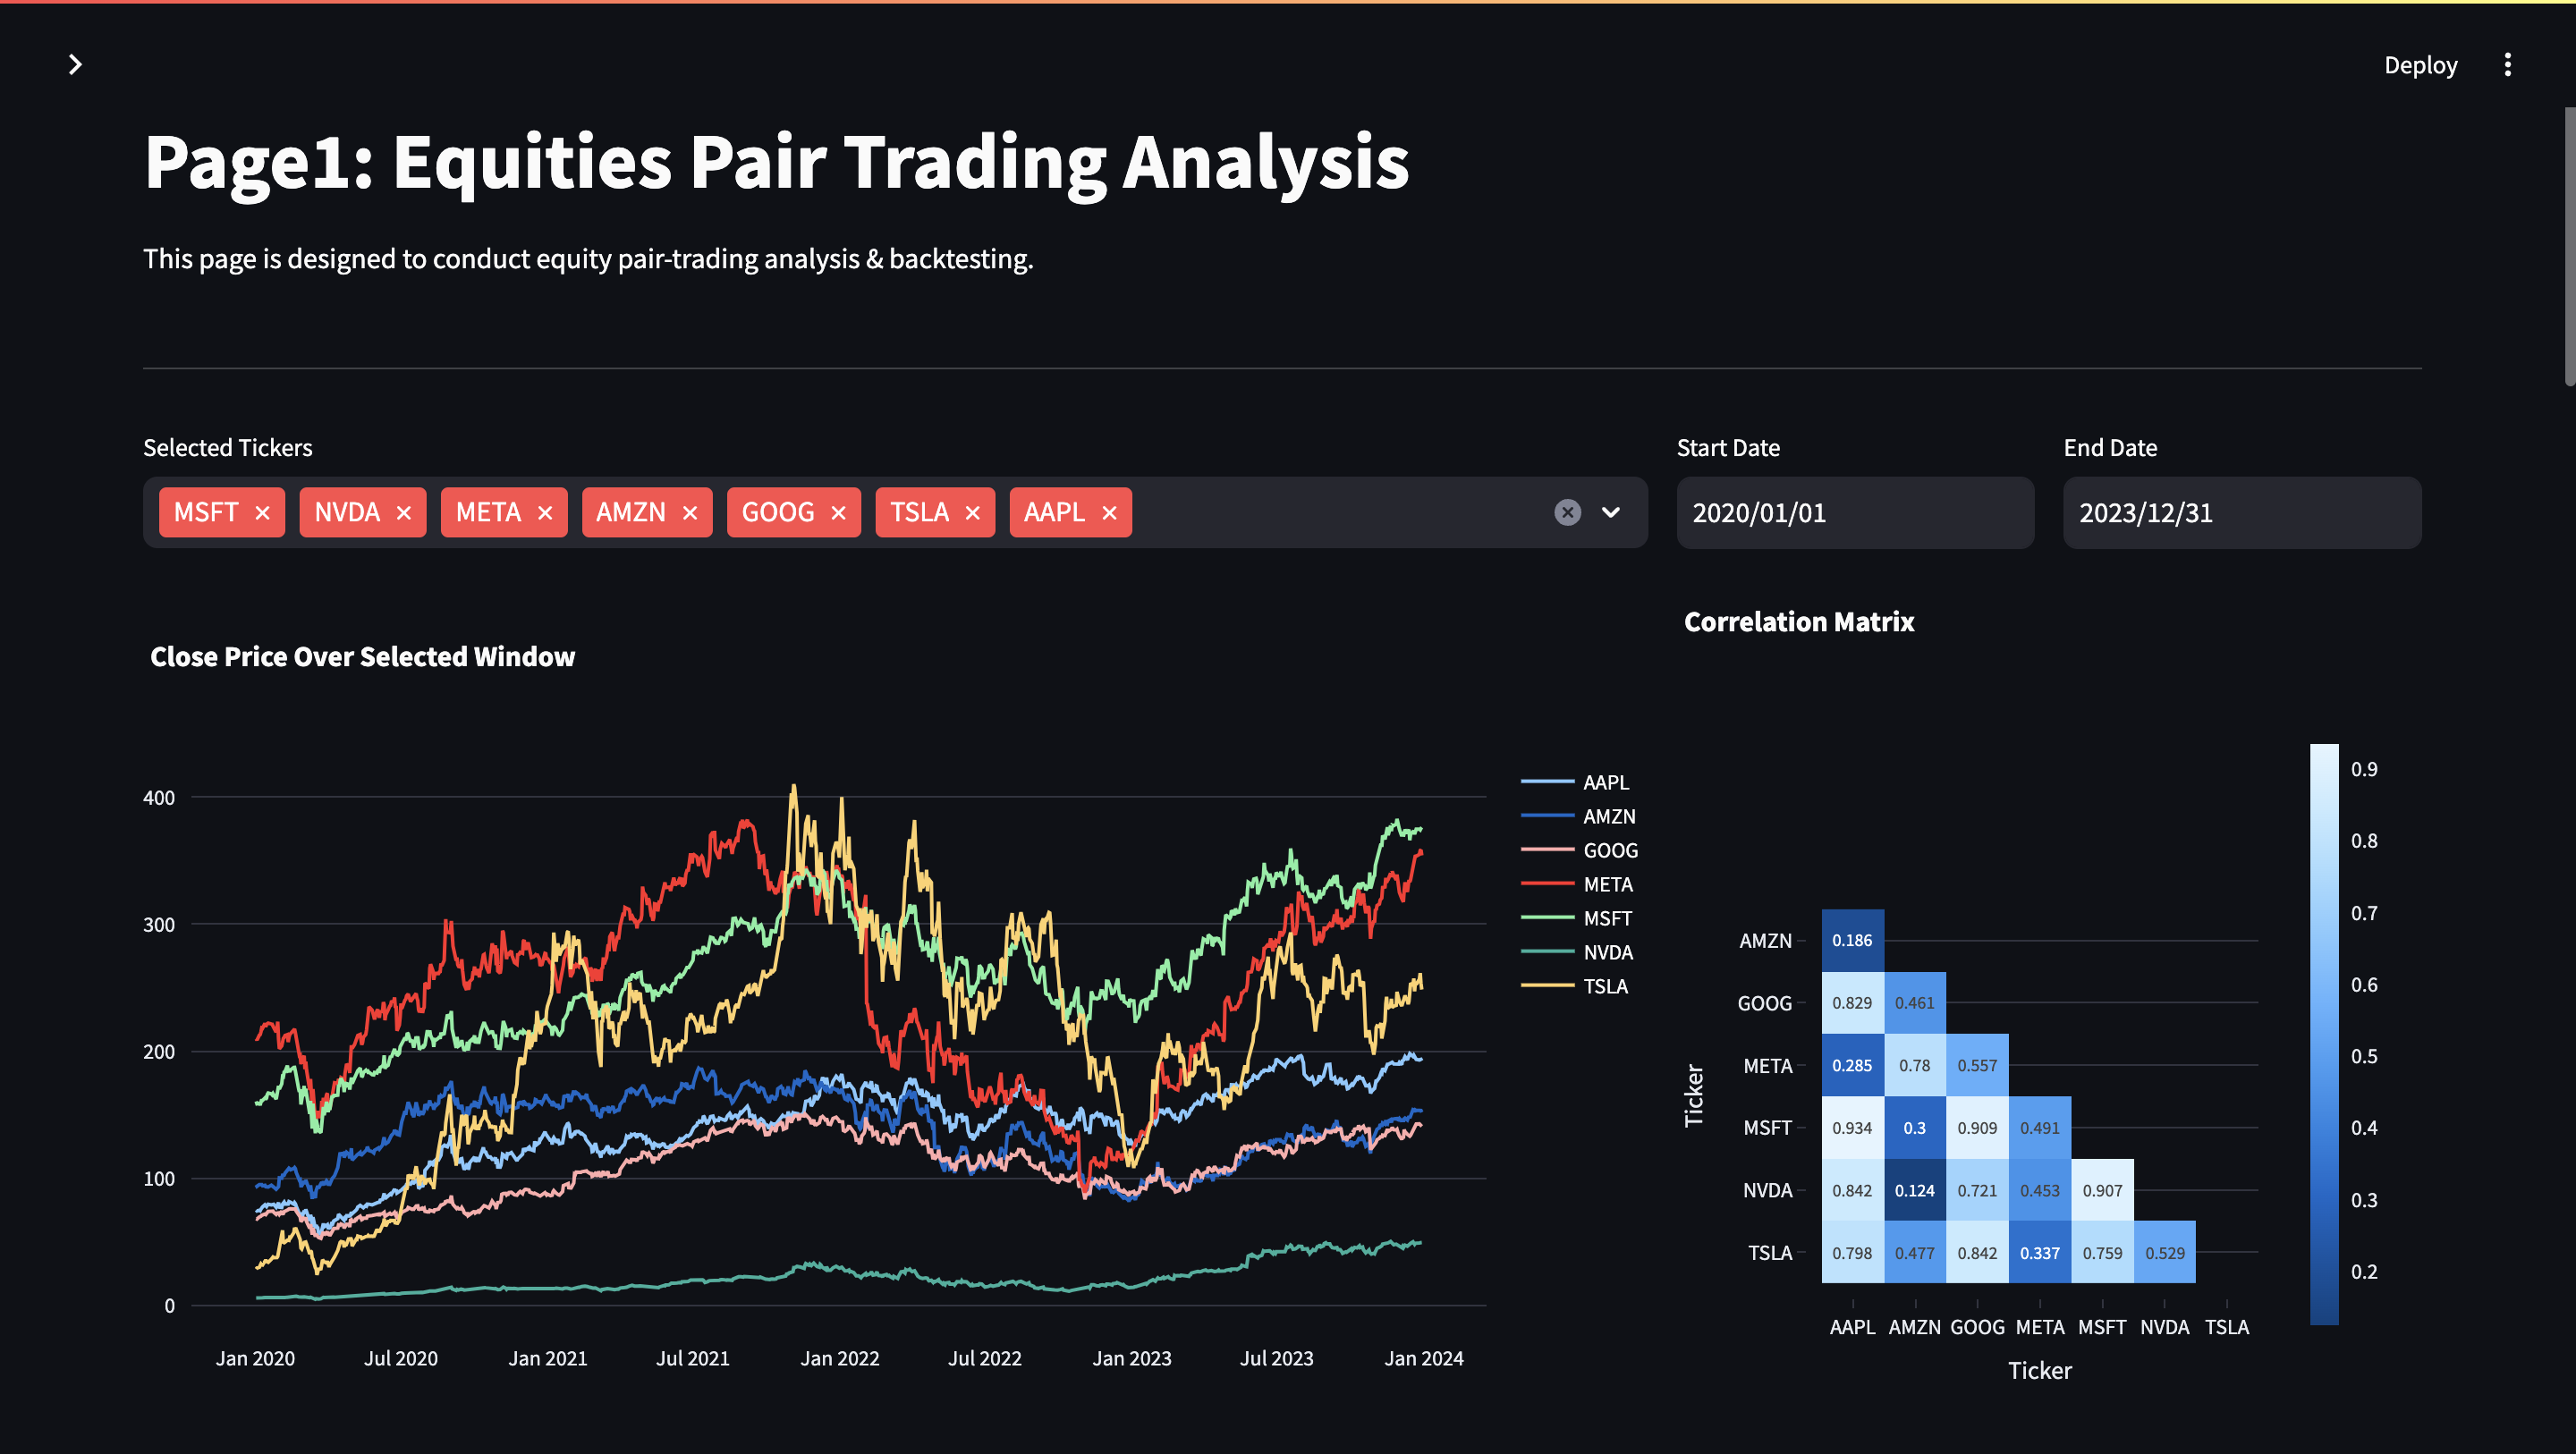 Deploy
Page1: Equities Pair Trading Analysis
This page is designed to conduct equity pair-trading analysis & backtesting.
Selected Tickers
MSFT NVDA META AMZN GOOG TSLA AAPL
Start Date
2020/01/01
End Date
2023/12/31
Close Price Over Selected Window
400
300
200
100
0
Jan 2020 Jul 2020 Jan 2021 Jul 2021 Jan 2022 Jul 2022 Jan 2023 Jul 2023 Jan 2024
AAPL
AMZN
GOOG
META
MSFT
NVDA
TSLA
Correlation Matrix
Ticker
AMZN 0.186
GOOG 0.829 0.461
META 0.285 0.78 0.557
MSFT 0.934 0.3 0.909 0.491
NVDA 0.842 0.124 0.721 0.453 0.907
TSLA 0.798 0.477 0.842 0.337 0.759 0.529
AAPL AMZN GOOG META MSFT NVDA TSLA
Ticker
0.9
0.8
0.7
0.6
0.5
0.4
0.3
0.2